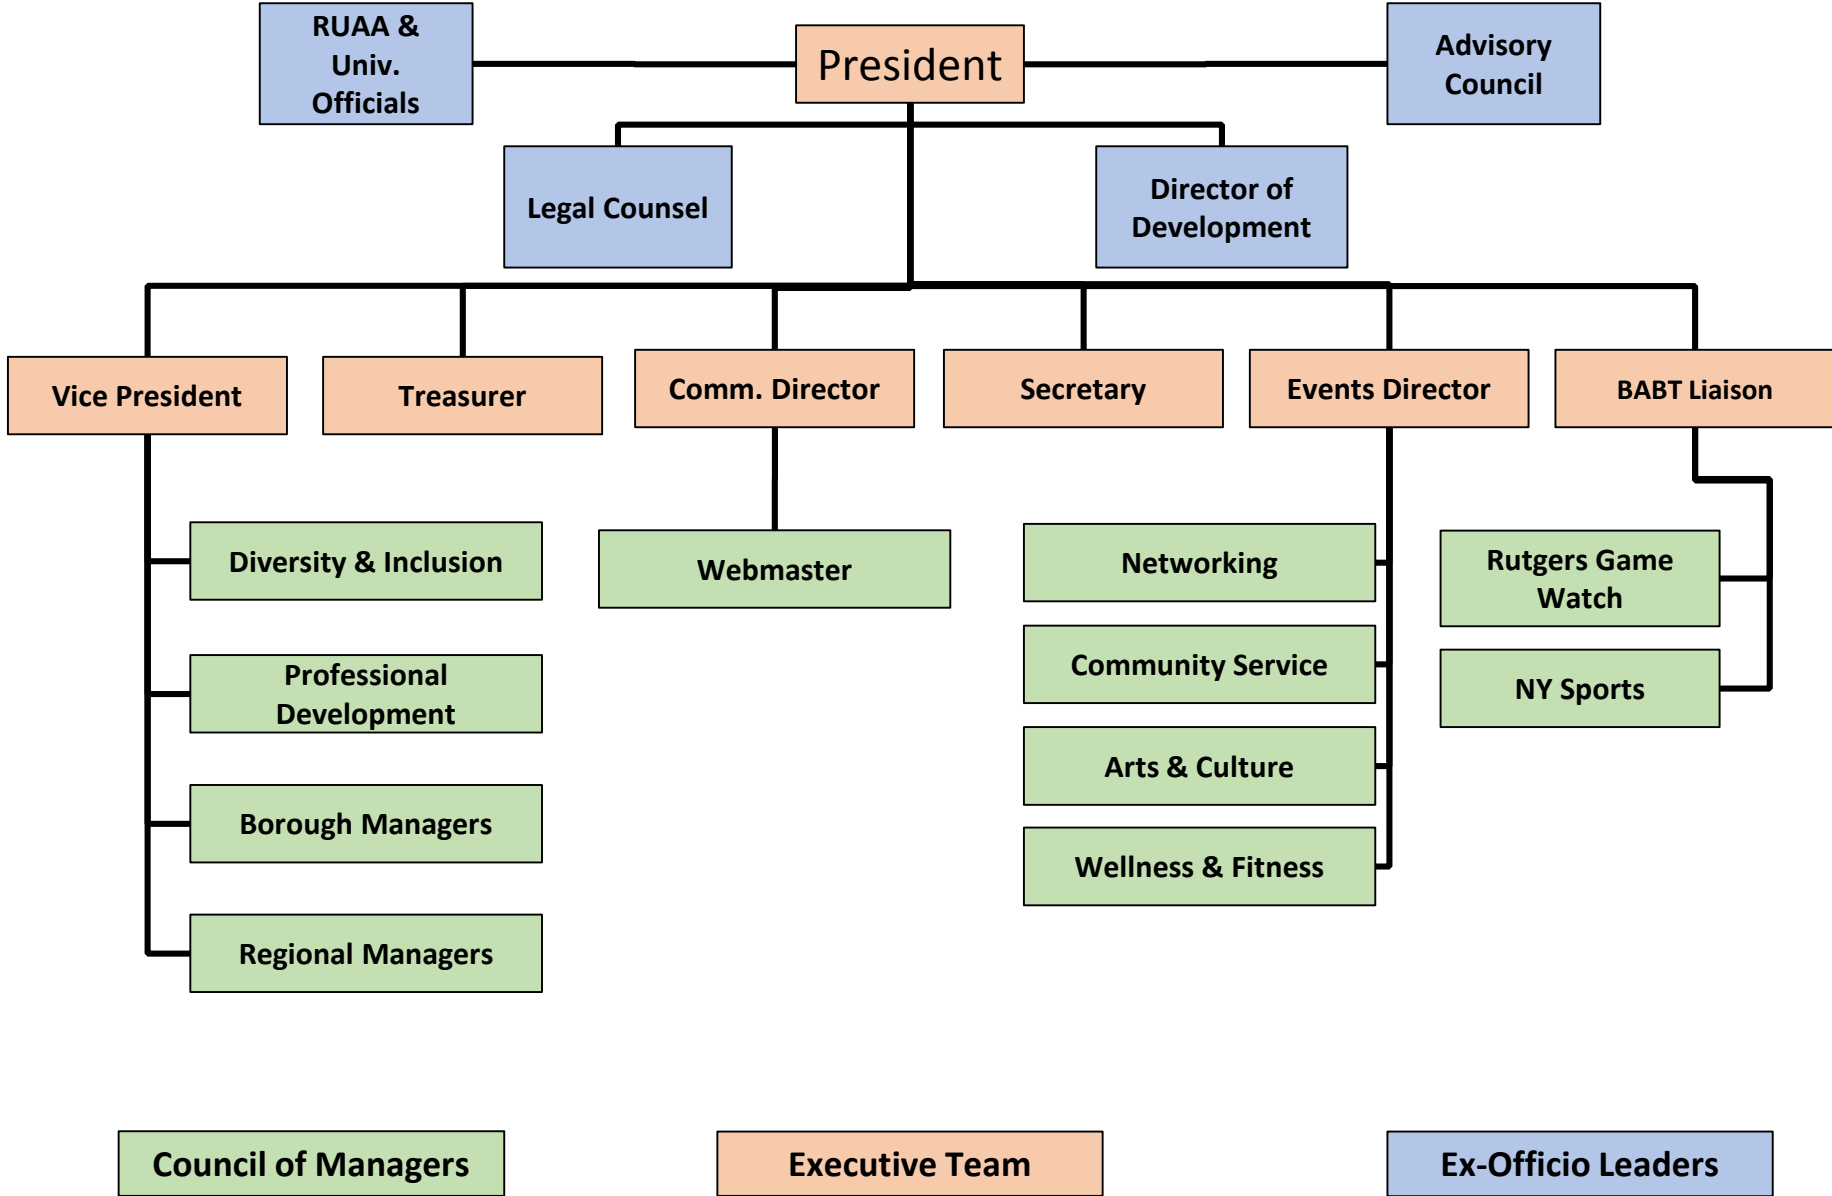 RUAA &
Univ.
Officials
President
Advisory
Council
Legal Counsel
Director of
Development
Vice President
Treasurer
Comm. Director
Secretary
Events Director
BABT Liaison
Diversity & Inclusion
Professional
Development
Borough Managers
Regional Managers
Webmaster
Networking
Community Service
Arts & Culture
Wellness & Fitness
Rutgers Game
Watch
NY Sports
Council of Managers
Executive Team
Ex-Officio Leaders